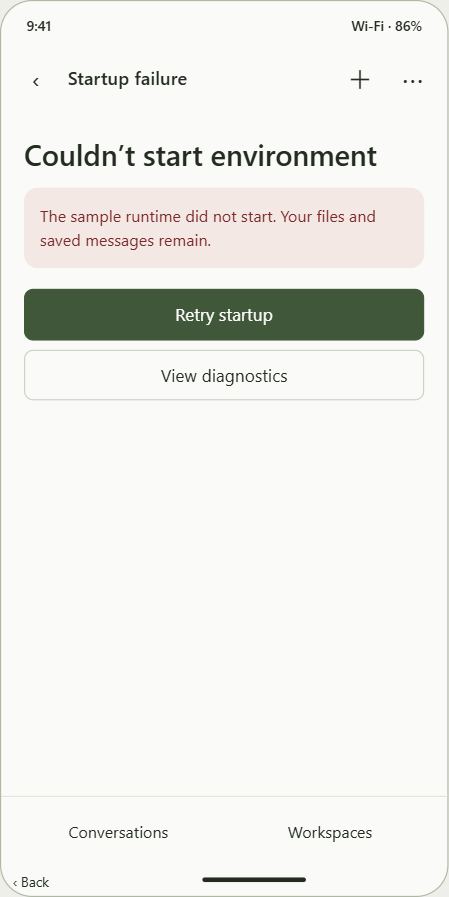 9:41
Wi-Fi · 86%
‹ Startup failure + ···
Couldn’t start environment
The sample runtime did not start. Your files and
saved messages remain.
Retry startup
View diagnostics
Conversations
Workspaces
‹ Back